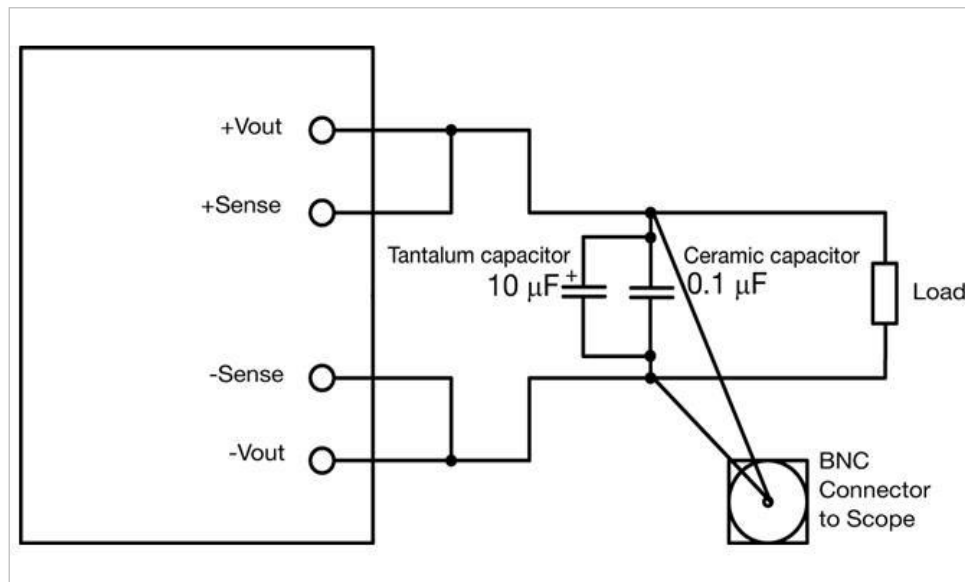 +Vout
+Sense
Tantalum capacitor
10 μF
+
Ceramic capacitor
0.1 μF
Load
-Sense
-Vout
BNC
Connector
to Scope